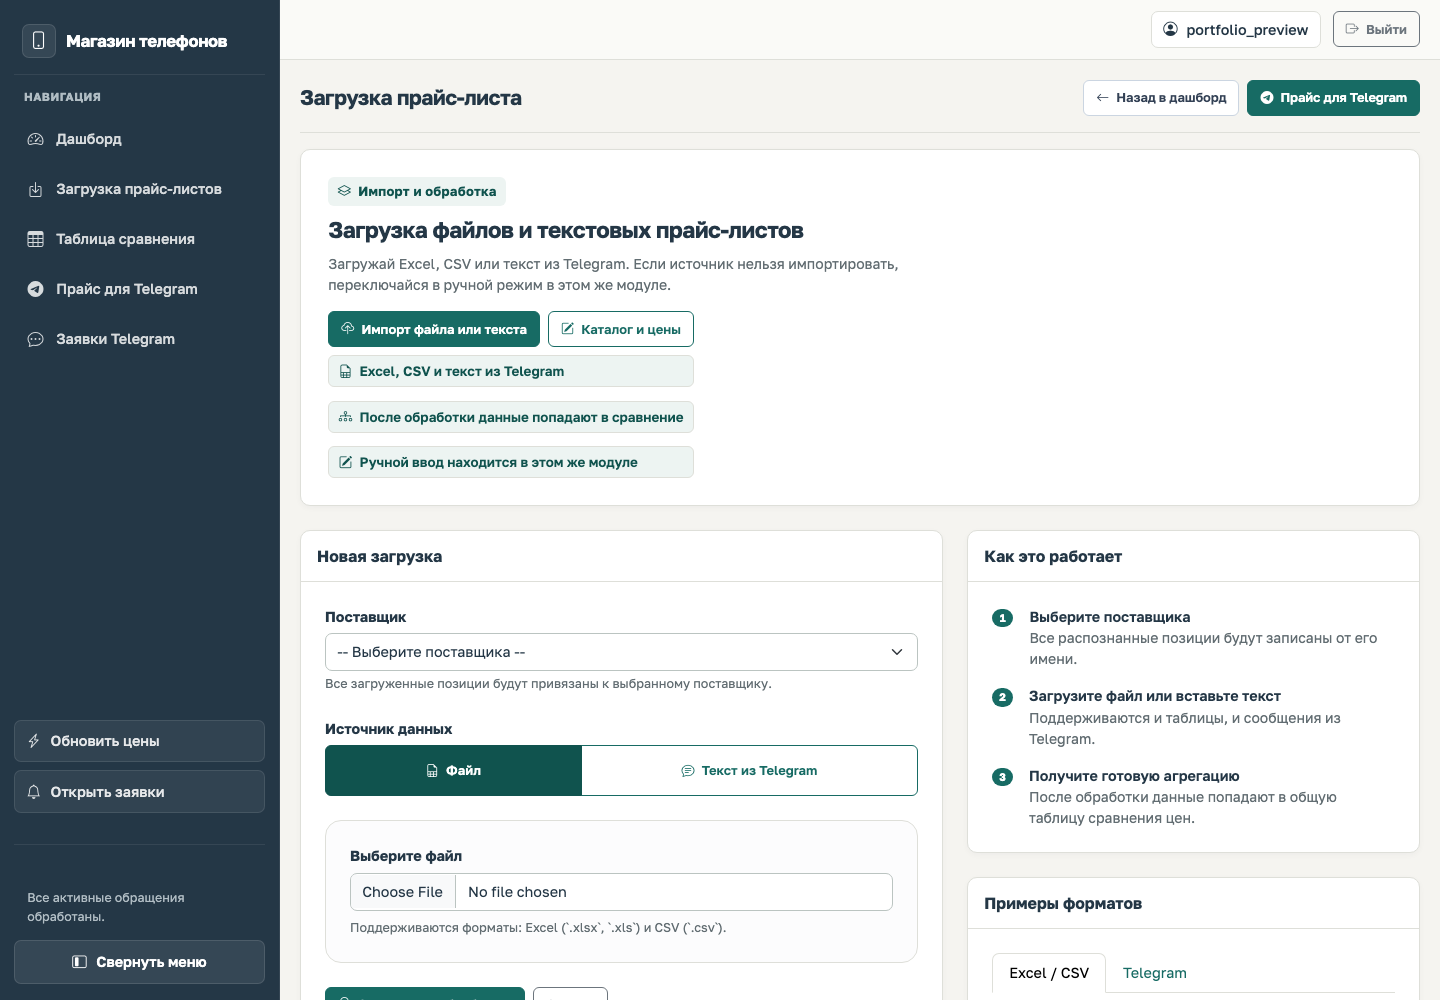 Магазин телефонов
НАВИГАЦИЯ
Дашборд
Загрузка прайс-листов
Таблица сравнения
Прайс для Telegram
Заявки Telegram
Обновить цены
Открыть заявки
Все активные обращения
обработаны.
Свернуть меню
portfolio_preview
Выйти
Загрузка прайс-листа
Назад в дашборд
Прайс для Telegram
Импорт и обработка
Загрузка файлов и текстовых прайс-листов
Загружай Excel, CSV или текст из Telegram. Если источник нельзя импортировать,
переключайся в ручной режим в этом же модуле.
Импорт файла или текста
Каталог и цены
Excel, CSV и текст из Telegram
После обработки данные попадают в сравнение
Ручной ввод находится в этом же модуле
Новая загрузка
Поставщик
-- Выберите поставщика --
Все загруженные позиции будут привязаны к выбранному поставщику.
Источник данных
Файл
Текст из Telegram
Выберите файл
Choose File
No file chosen
Поддерживаются форматы: Excel (`.xlsx`, `.xls`) и CSV (`.csv`).
Как это работает
1
Выберите поставщика
Все распознанные позиции будут записаны от его
имени.
2
Загрузите файл или вставьте текст
Поддерживаются и таблицы, и сообщения из
Telegram.
3
Получите готовую агрегацию
После обработки данные попадают в общую
таблицу сравнения цен.
Примеры форматов
Excel / CSV
Telegram